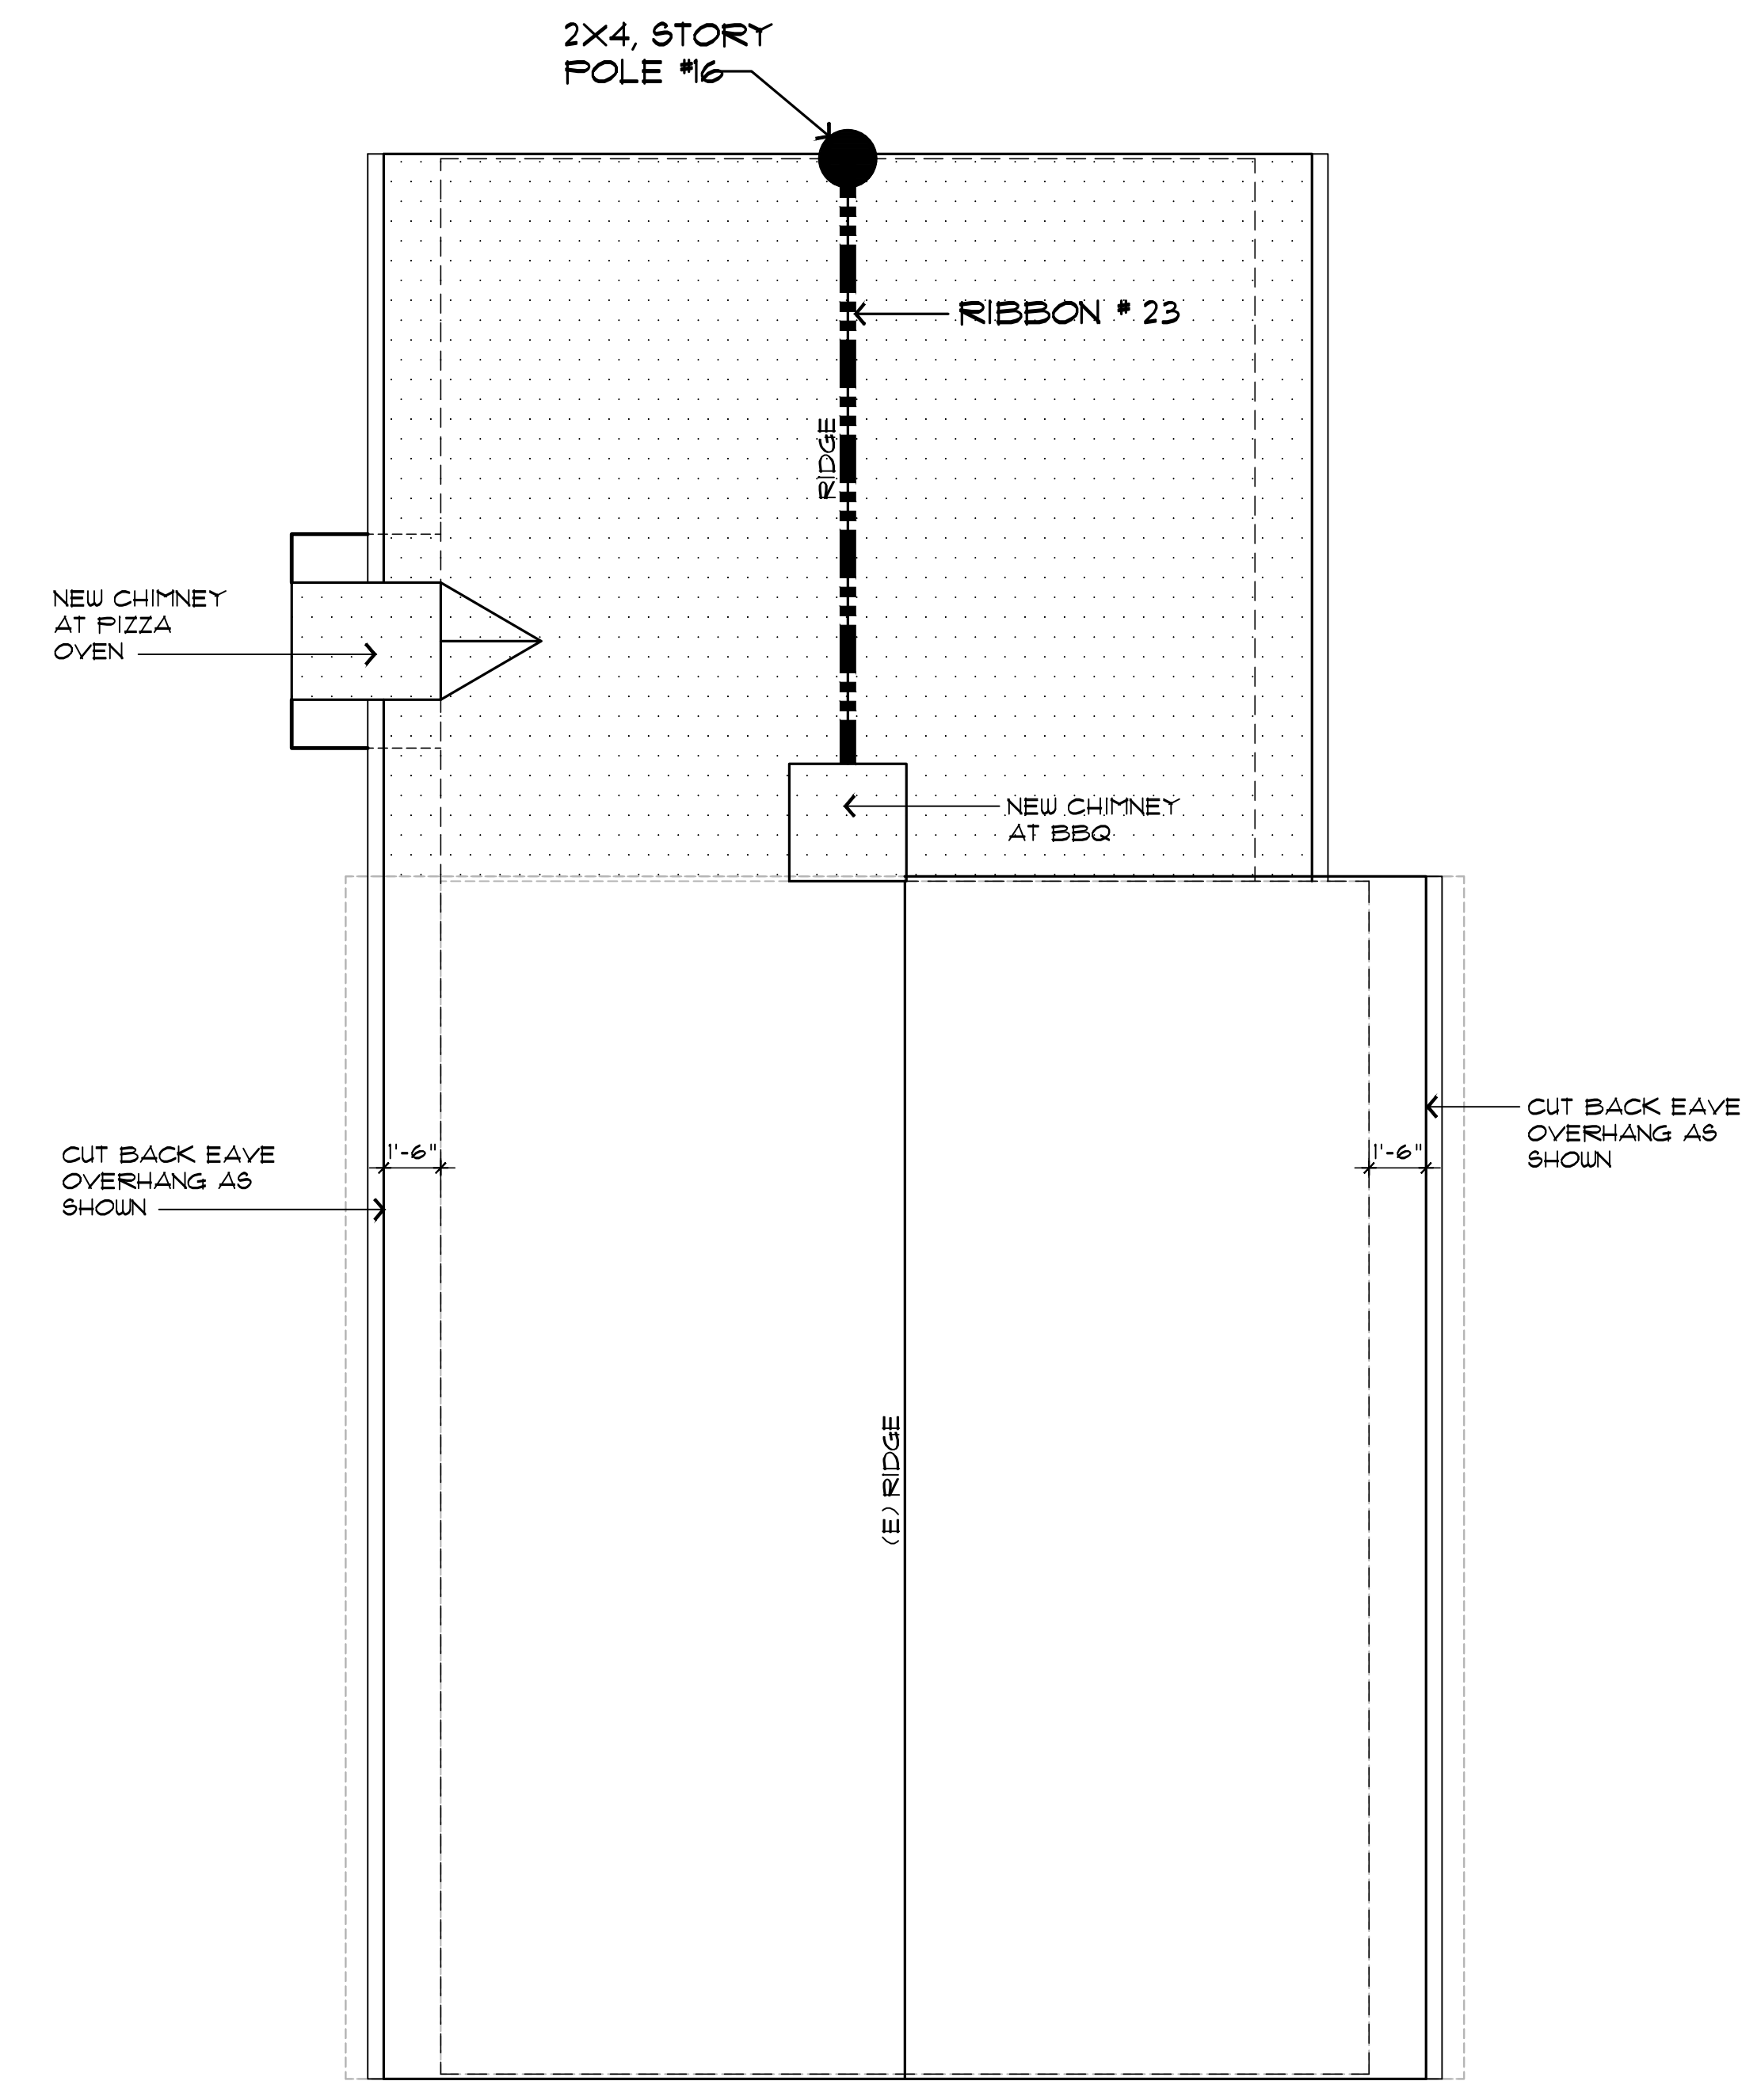 2X4, STORY
POLE #16
RIBBON # 23
RIDGE
NEW CHIMNEY
AT PIZZA
OVEN
NEW CHIMNEY
AT BBQ
CUT BACK EAVE
OVERHANG AS
SHOWN
1'-6"
1'-6"
CUT BACK EAVE
OVERHANG AS
SHOWN
(E) RIDGE